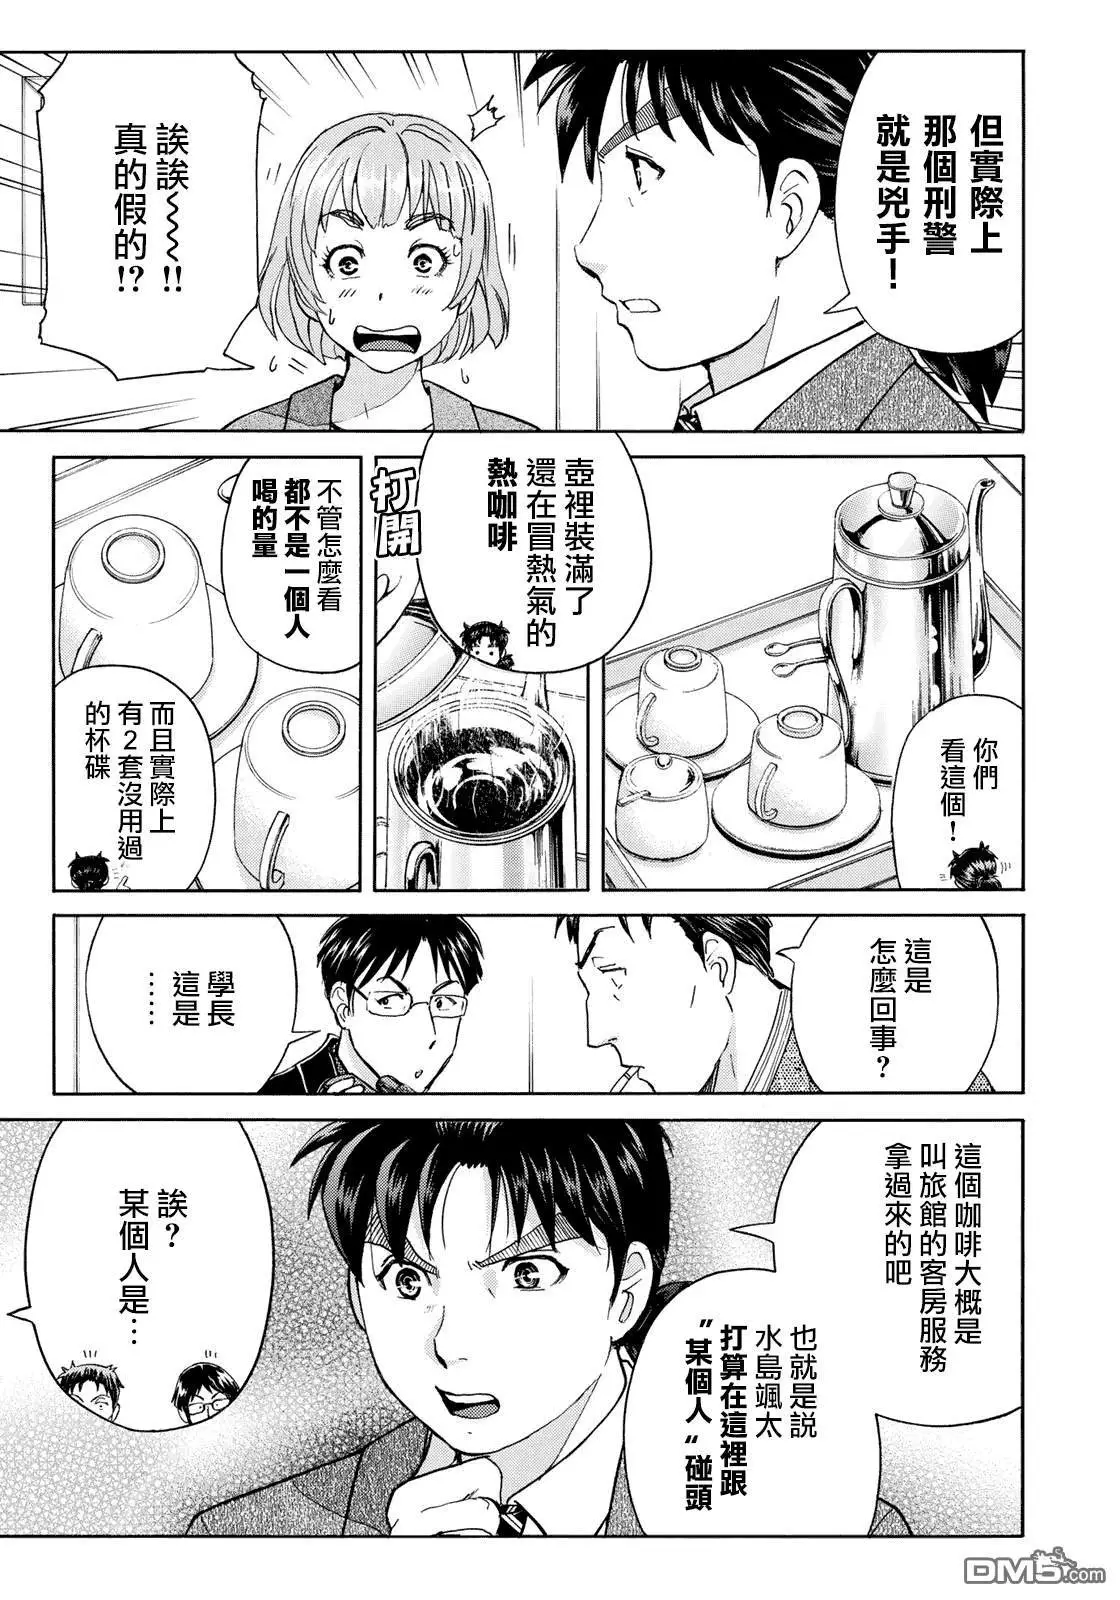 但實際上
那個刑警
就是兇手！
誒誒～～～!!
真的假的!?
你們
看這個！
壺裡裝滿了
還在冒熱氣的
熱咖啡
打開
不管怎麼看
都不是一個人
喝的量
而且實際上
有2套沒用過
的杯碟
這是
怎麼回事？
學長
這是
……
這個咖啡大概是
叫旅館的客房服務
拿過來的吧
也就是説
水島颯太
打算在這裡跟
〞某個人〝碰頭
誒？
某個人是…
DM5.com